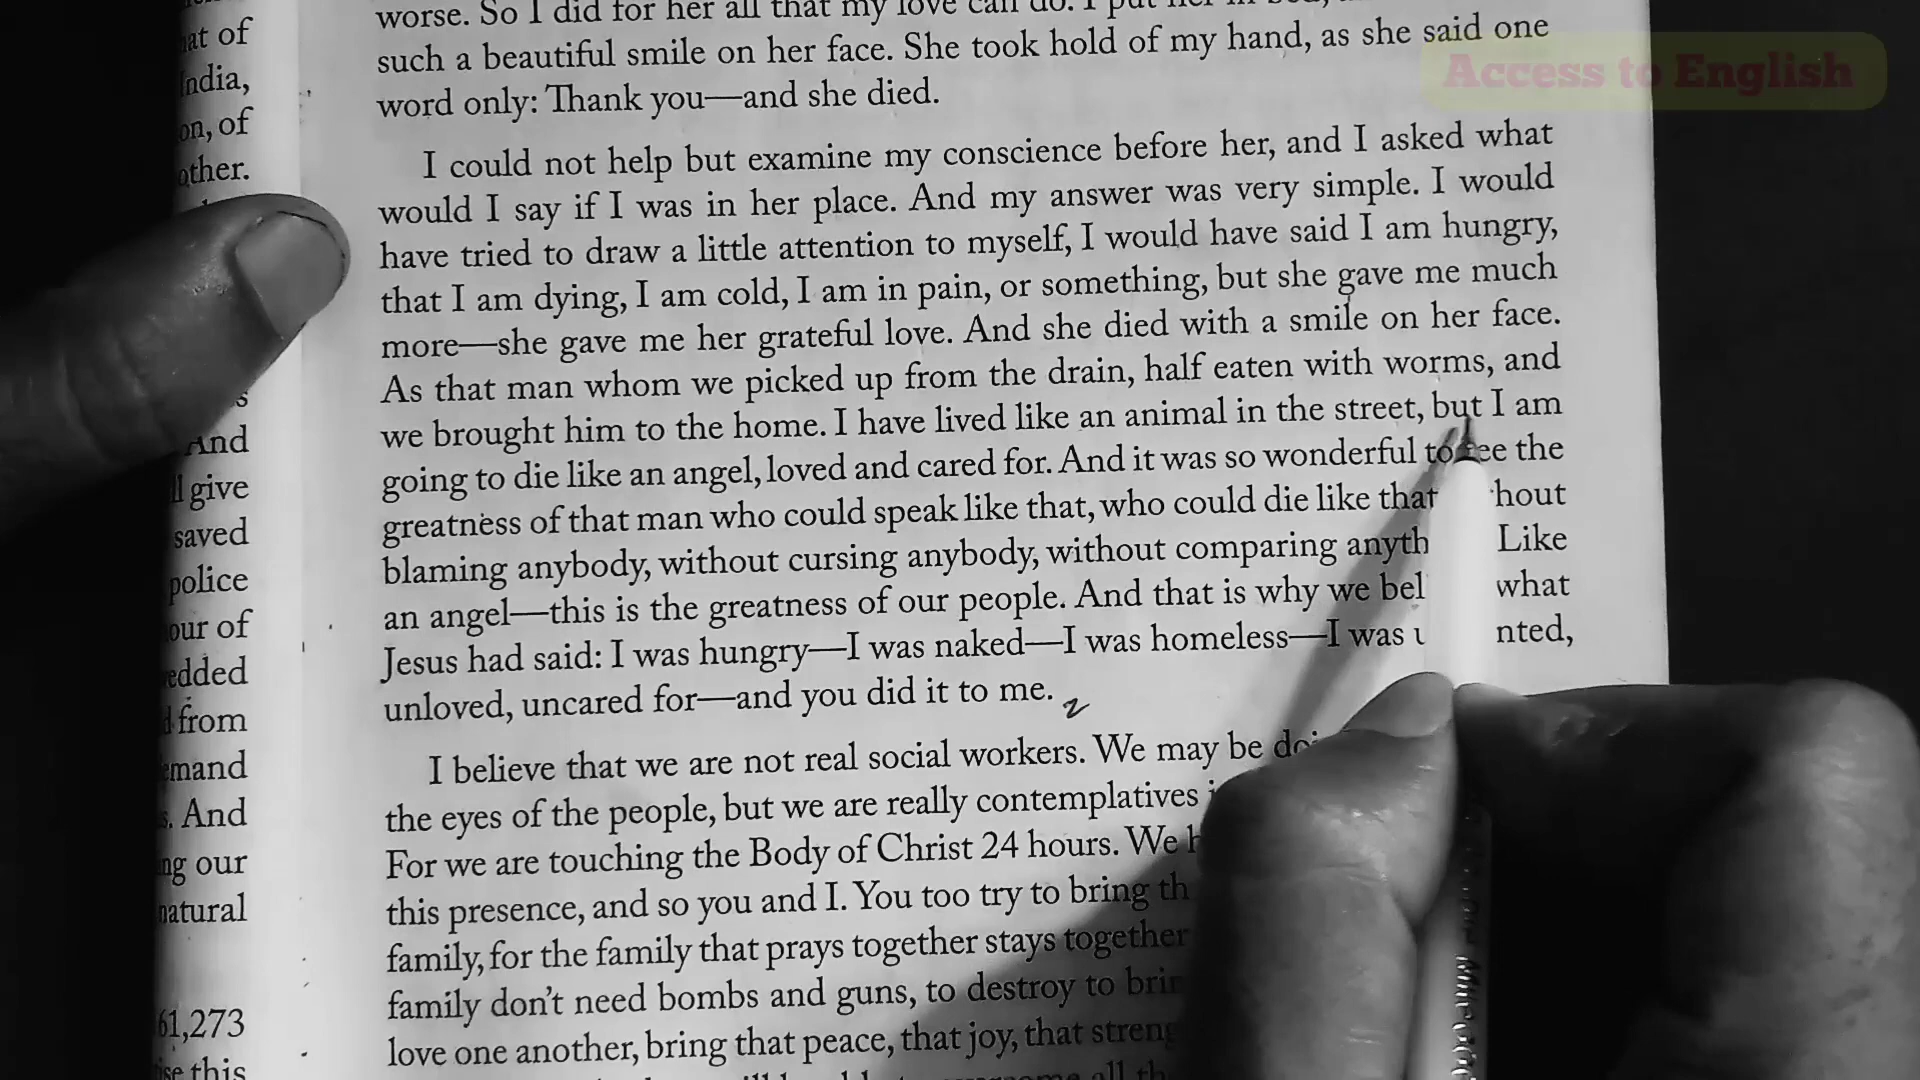 at of
India,
on, of
other.
And
give
saved
police
our of
from
And
our
natural
61,273
this
worse. So I did for her all that my love can do. I put her in bed,
such a beautiful smile on her face. She took hold of my hand, as she said one
word only: Thank you—and she died.
I could not help but examine my conscience before her, and I asked what
would I say if I was in her place. And my answer was very simple. I would
have tried to draw a little attention to myself, I would have said I am hungry,
that I am dying, I am cold, I am in pain, or something, but she gave me much
more—she gave me her grateful love. And she died with a smile on her face.
As that man whom we picked up from the drain, half eaten with worms, and
we brought him to the home. I have lived like an animal in the street, but I am
going to die like an angel, loved and cared for. And it was so wonderful to see the
greatness of that man who could speak like that, who could die like that hout
blaming anybody, without cursing anybody, without comparing anyth Like
an angel—this is the greatness of our people. And that is why we bel what
Jesus had said: I was hungry—I was naked—I was homeless—I was nted,
unloved, uncared for—and you did it to me.
I believe that we are not real social workers. We may be
the eyes of the people, but we are really contemplatives
For we are touching the Body of Christ 24 hours. We
this presence, and so you and I. You too try to bring
family, for the family that prays together stays together
family don't need bombs and guns, to destroy to
love one another, bring that peace, that joy, that
Access to English